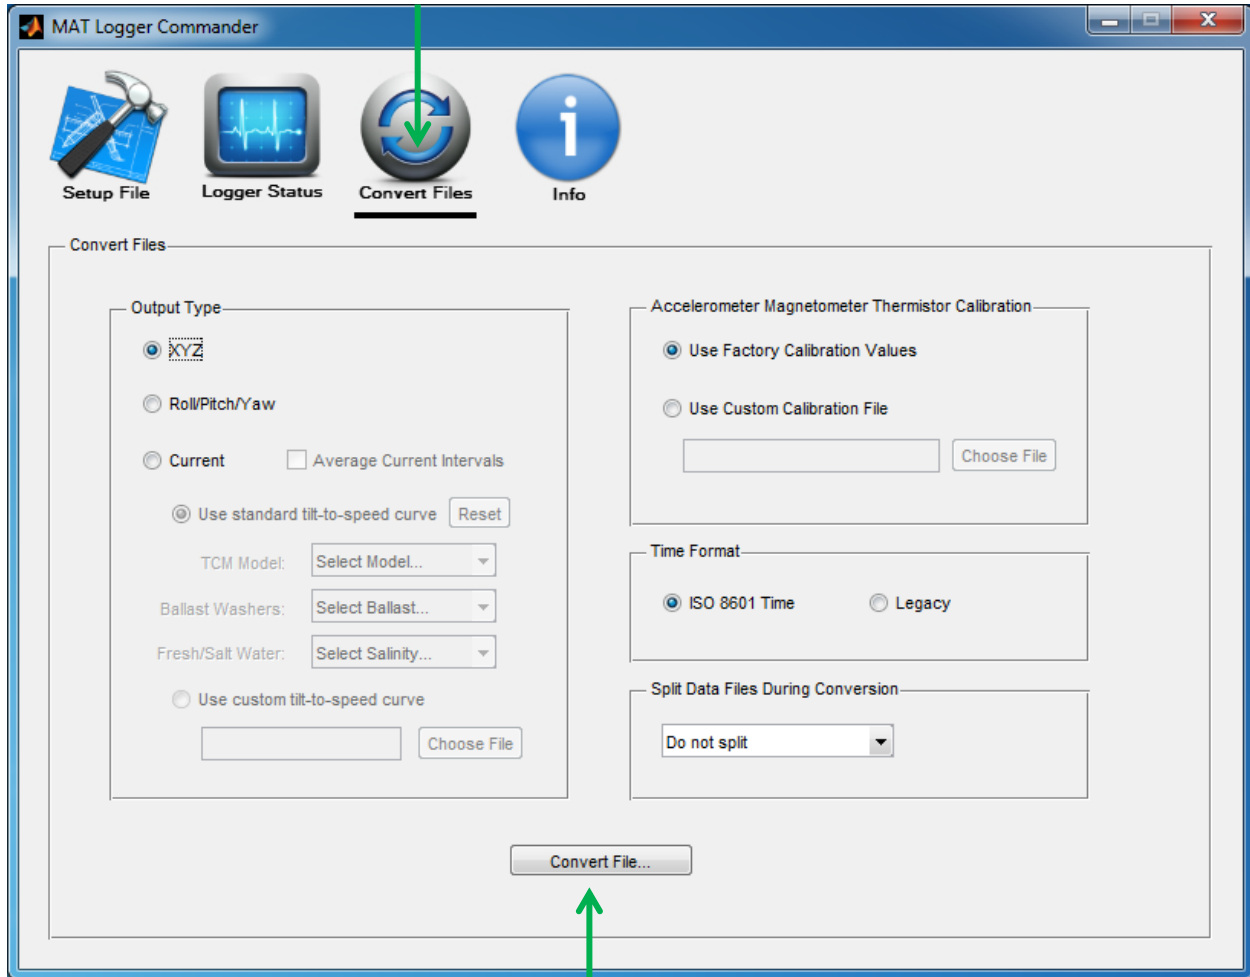 MAT Logger Commander
Setup File
Logger Status
Convert Files
Info
Convert Files
Output Type
XYZ
Roll/Pitch/Yaw
Current
Average Current Intervals
Use standard tilt-to-speed curve
Reset
TCM Model:
Select Model...
Ballast Washers:
Select Ballast...
Fresh/Salt Water:
Select Salinity...
Use custom tilt-to-speed curve
Choose File
Accelerometer Magnetometer Thermistor Calibration
Use Factory Calibration Values
Use Custom Calibration File
Choose File
Time Format
ISO 8601 Time
Legacy
Split Data Files During Conversion
Do not split
Convert File...